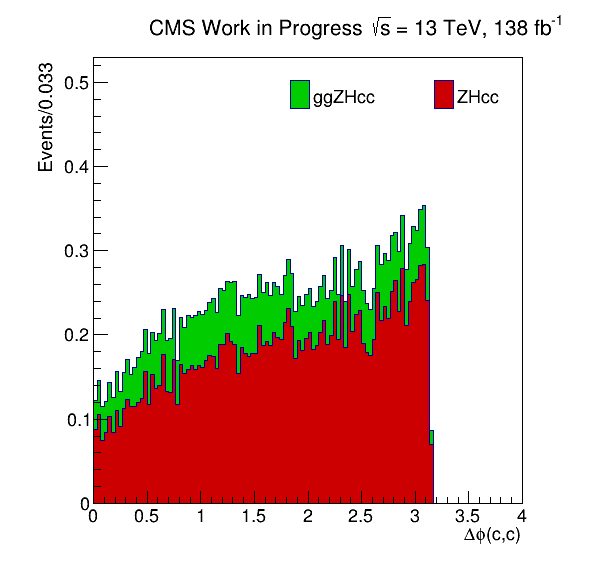 CMS Work in Progress √s = 13 TeV, 138 fb⁻¹
Events/0.033
0.5
0.4
0.3
0.2
0.1
0
ggZHcc ZHcc
0 0.5 1 1.5 2 2.5 3 3.5 4
Δϕ(c,c)